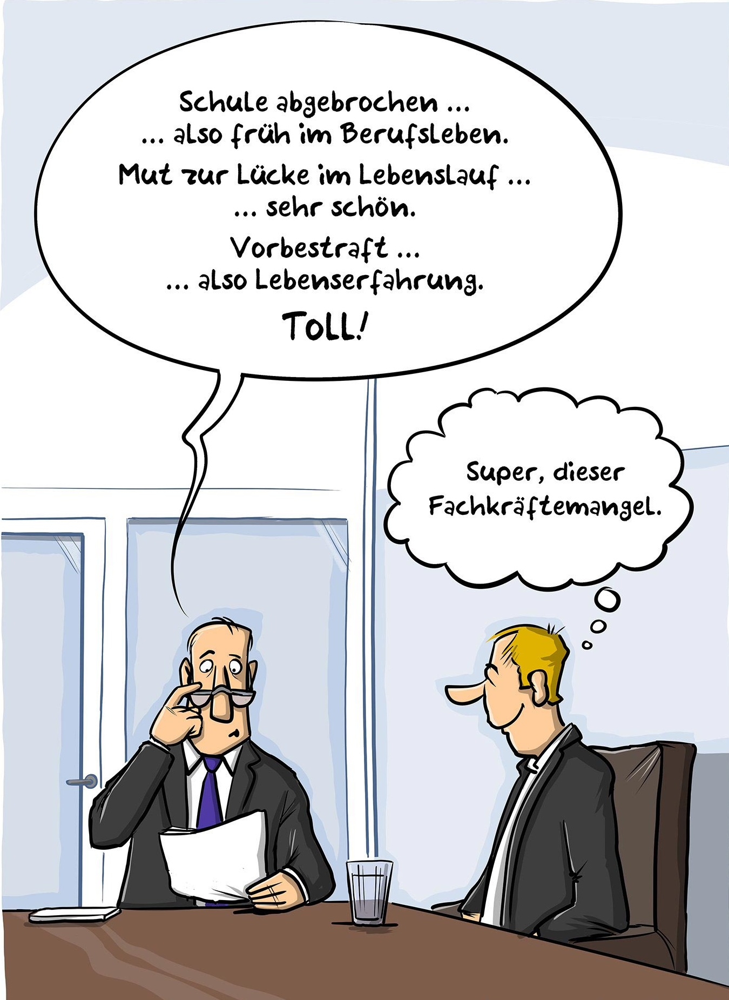 Schule abgebrochen ...
... also früh im Berufsleben.
Mut zur Lücke im Lebenslauf ...
... sehr schön.
Vorbestraft ...
... also Lebenserfahrung.
Toll!
Super, dieser
Fachkräftemangel.